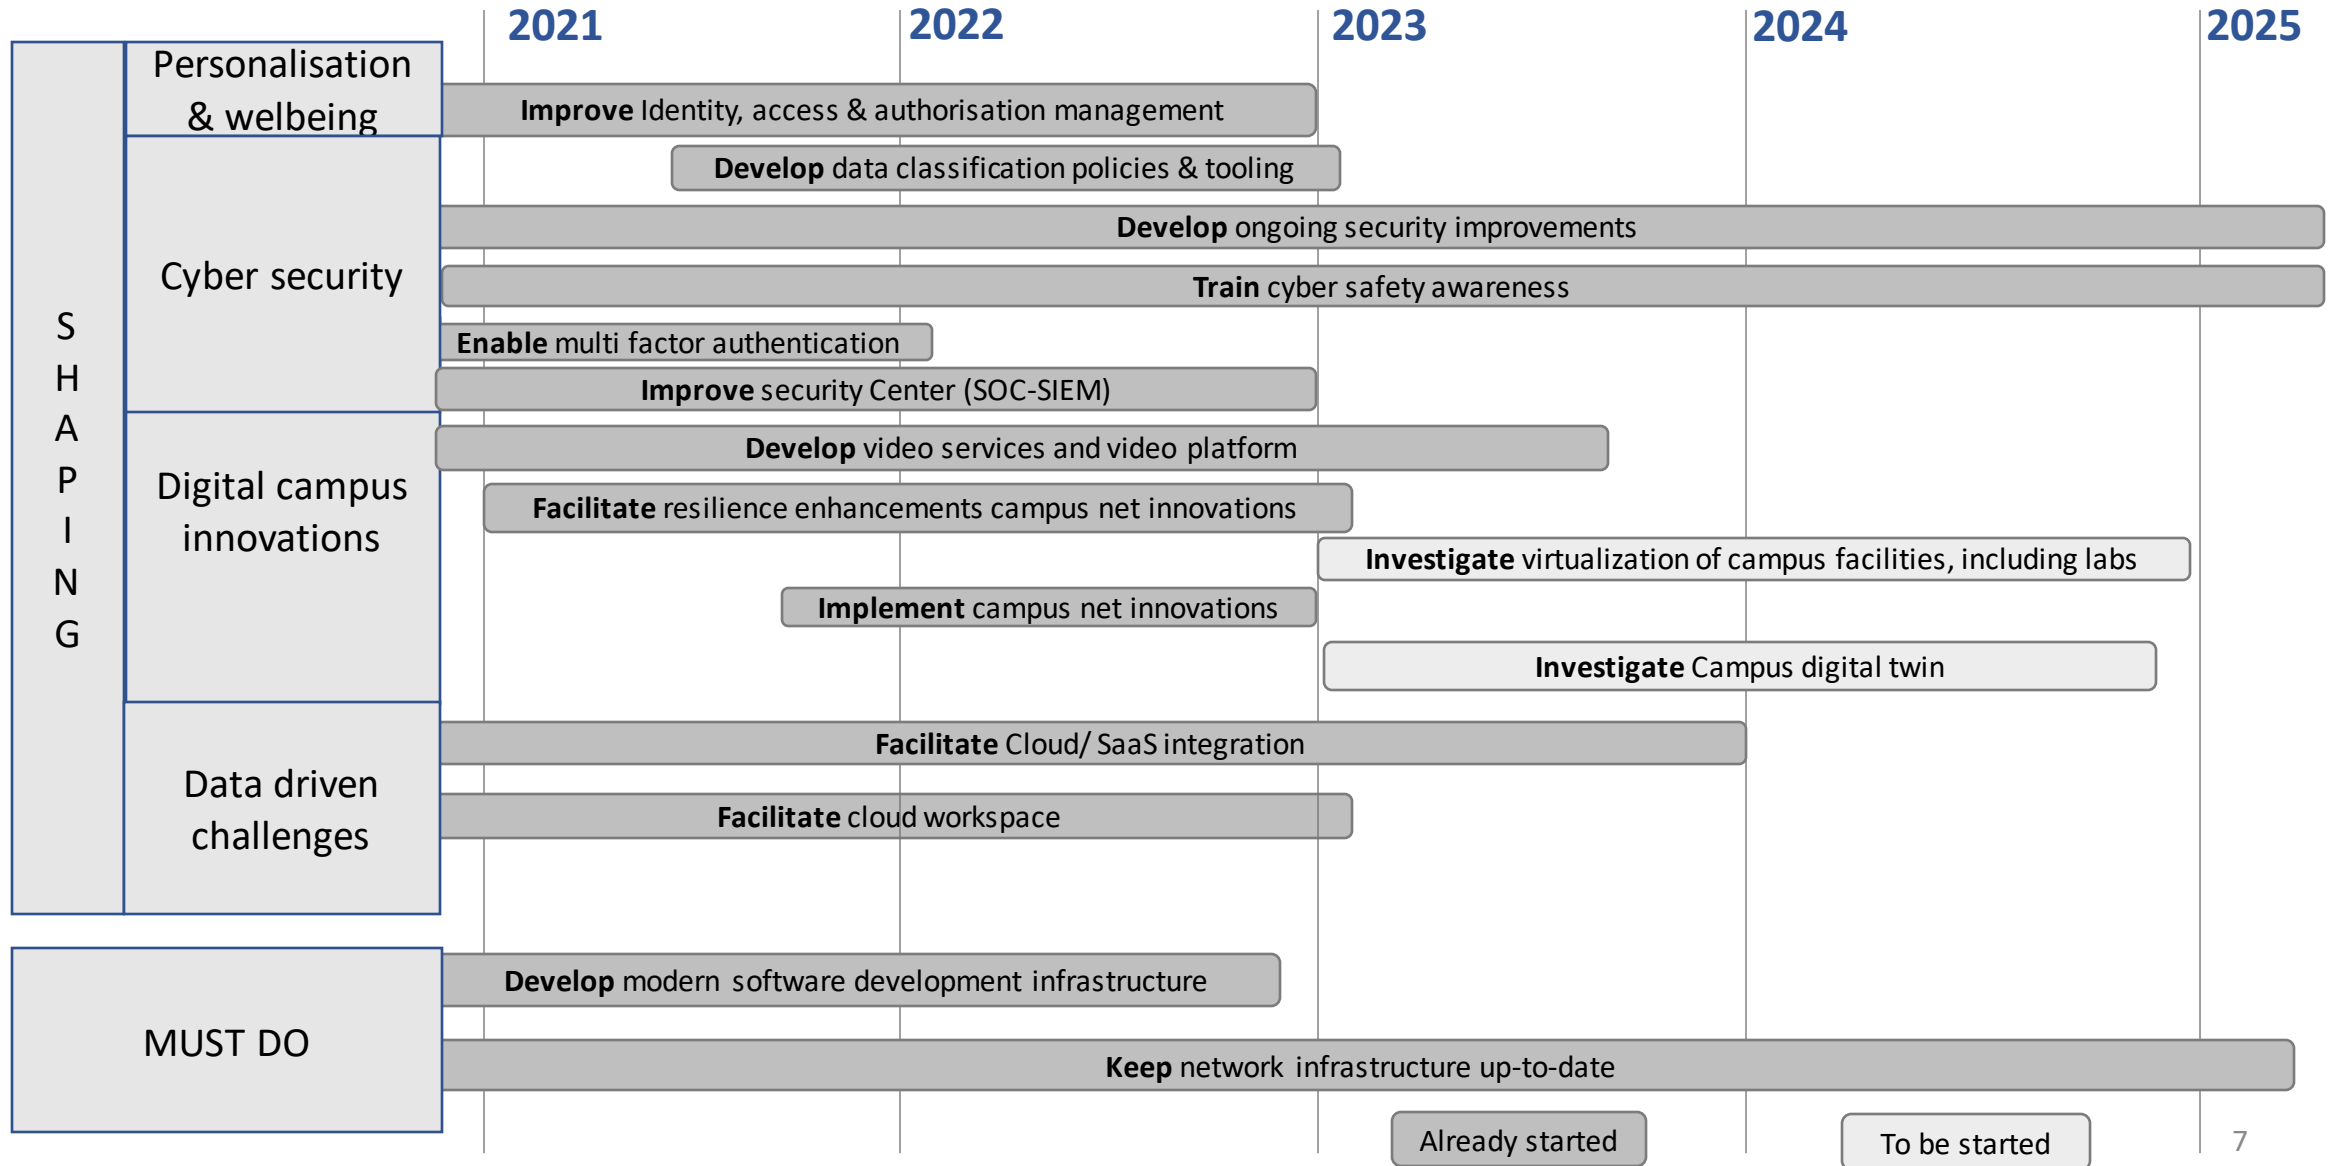 2021
2022
2023
2024
2025
SHAPING
Personalisation
& welbeing
Improve Identity, access & authorisation management
Cyber security
Develop data classification policies & tooling
Develop ongoing security improvements
Train cyber safety awareness
Enable multi factor authentication
Improve security Center (SOC-SIEM)
Digital campus
innovations
Develop video services and video platform
Facilitate resilience enhancements campus net innovations
Investigate virtualization of campus facilities, including labs
Implement campus net innovations
Investigate Campus digital twin
Data driven
challenges
Facilitate Cloud/ SaaS integration
Facilitate cloud workspace
MUST DO
Develop modern software development infrastructure
Keep network infrastructure up-to-date
Already started
To be started
7